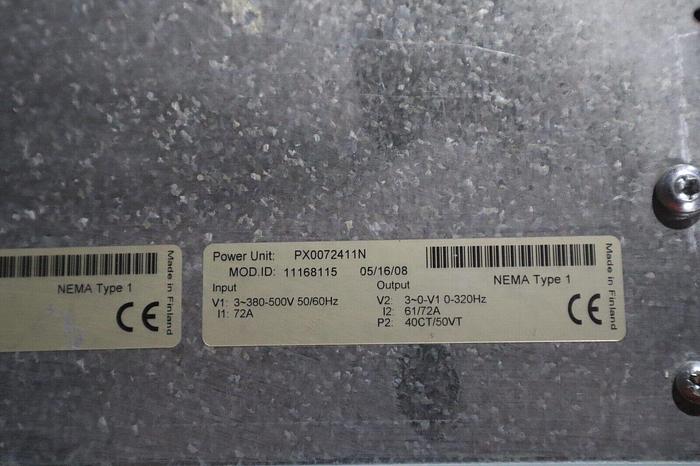 NEMA Type 1
CE
Made in Finland
Power Unit: PX0072411N
MOD.ID: 11168115 05/16/08
NEMA Type 1
Input
Output
V1: 3~380-500V 50/60Hz
V2: 3~0-V1 0-320Hz
I1: 72A
I2: 61/72A
P2: 40CT/50VT
CE
Made in Finland